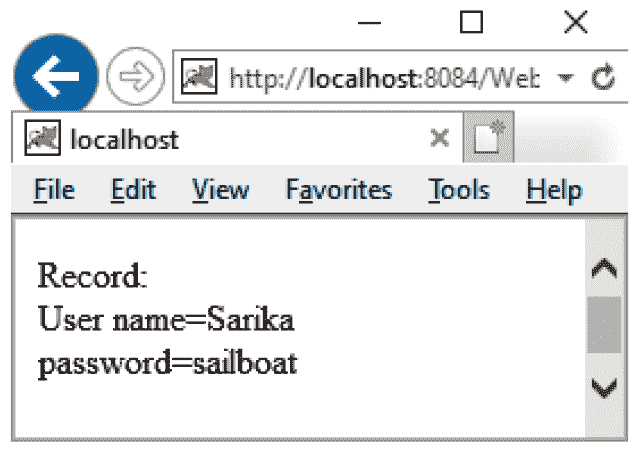 http://localhost:8084/Web
localhost
File Edit View Favorites Tools Help
Record:
User name=Sarika
password=sailboat